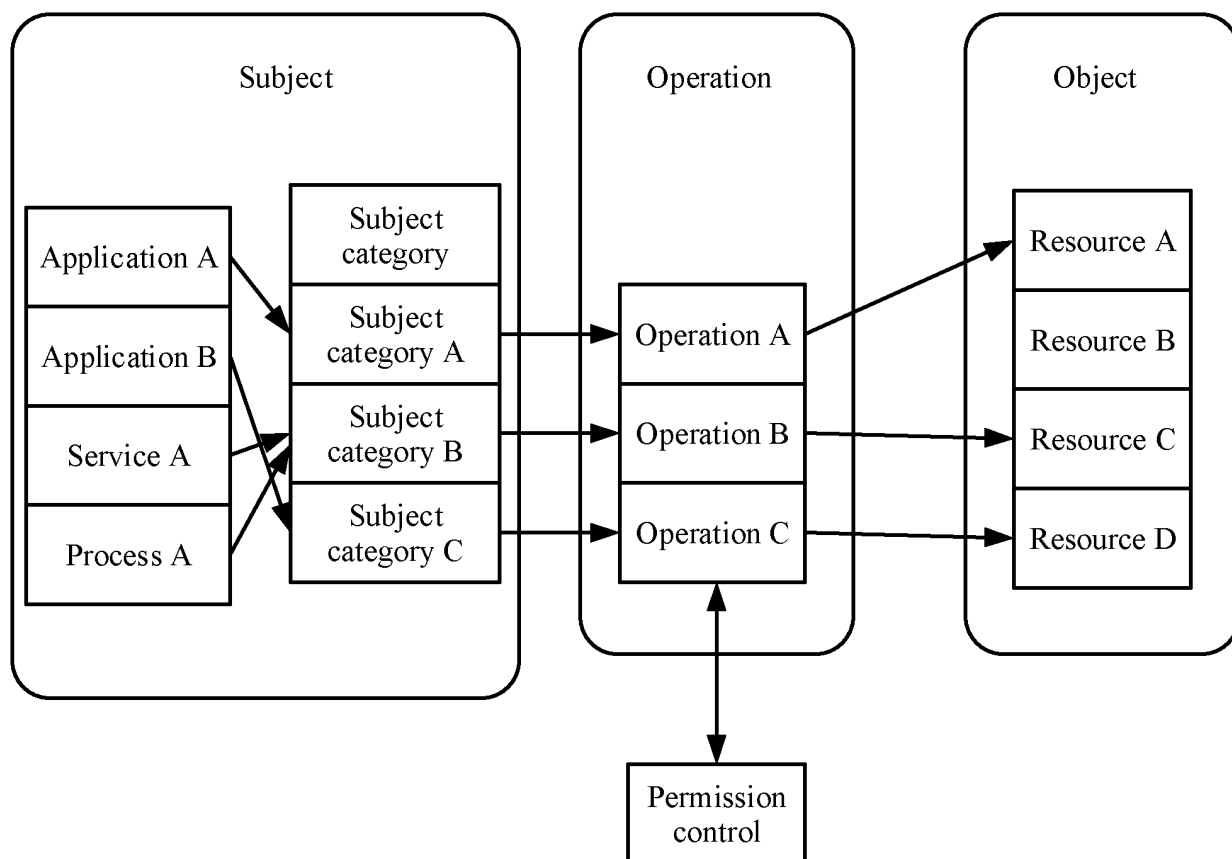 Subject
Operation
Object
Application A
Application B
Service A
Process A
Subject
category
Subject
category A
Subject
category B
Subject
category C
Operation A
Operation B
Operation C
Resource A
Resource B
Resource C
Resource D
Permission
control